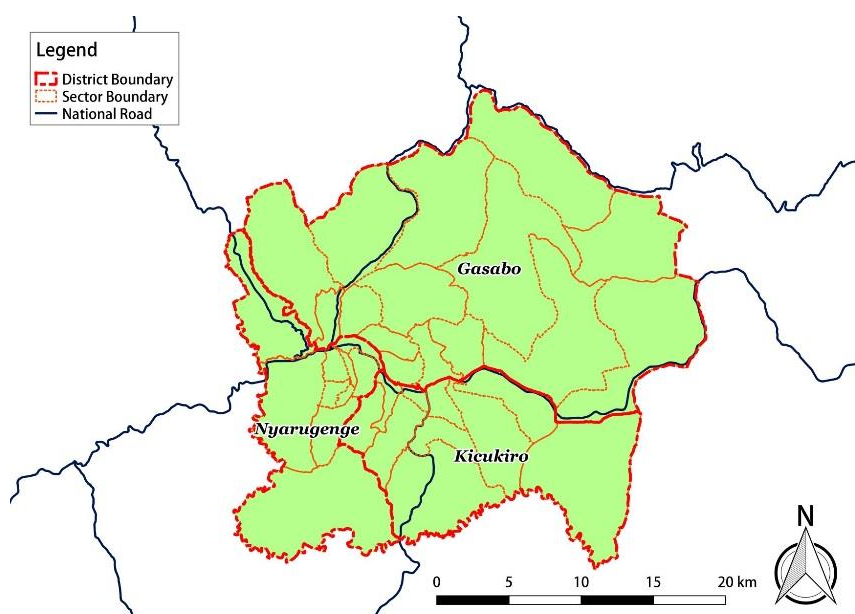 Legend
District Boundary
Sector Boundary
National Road
Gasabo
Nyarugenge
Kicukiro
N
0 5 10 15 20 km